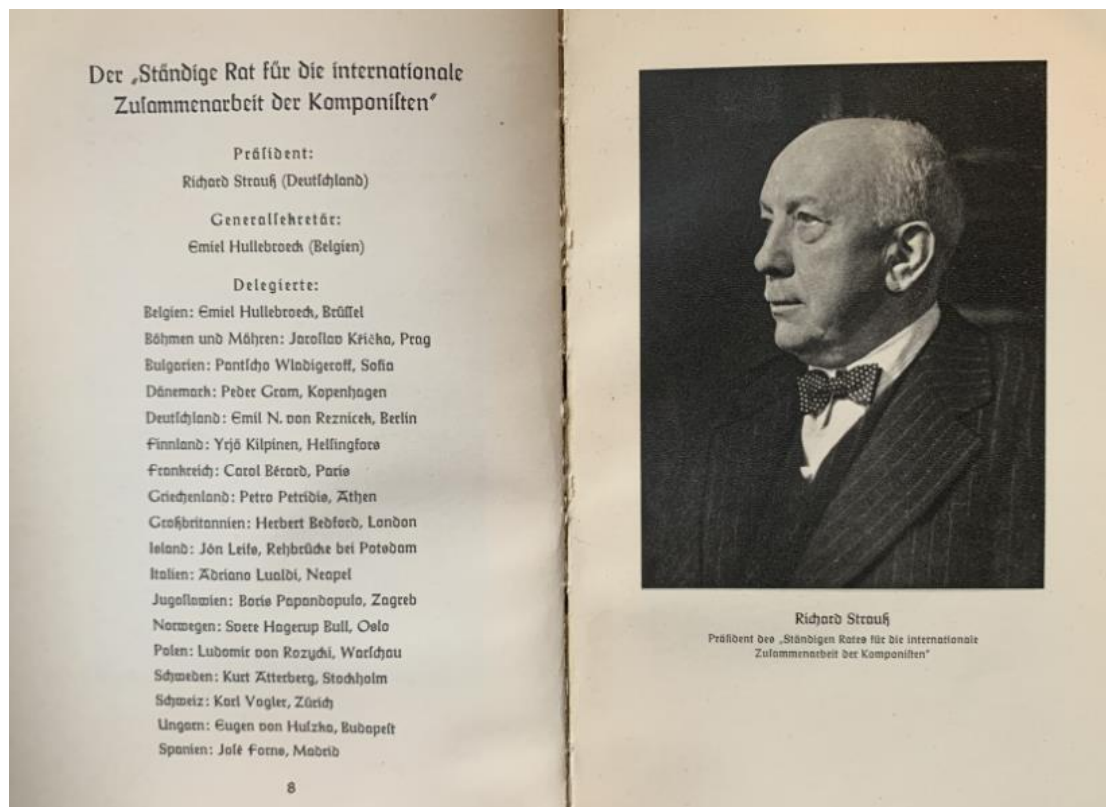 Der „Ständige Rat für die internationale
Zusammenarbeit der Komponisten“
Präsident:
Richard Strauß (Deutschland)
Generalsekretär:
Emiel Hullebroeck (Belgien)
Delegierte:
Belgien: Emiel Hullebroeck, Brüssel
Böhmen und Mähren: Jaroslav Křička, Prag
Bulgarien: Pantscho Wladigeroff, Sofia
Dänemark: Peder Gram, Kopenhagen
Deutschland: Emil N. von Reznicek, Berlin
Finnland: Yrjö Kilpinen, Helsingfors
Frankreich: Carol Bérard, Paris
Griechenland: Petro Petridis, Athen
Großbritannien: Herbert Bedford, London
Island: Jón Leifs, Rehbrücke bei Potsdam
Italien: Adriano Lualdi, Neapel
Jugoslawien: Boris Papandopulo, Zagreb
Norwegen: Sverre Hagerup Bull, Oslo
Polen: Ludomir von Rozycki, Warschau
Schweden: Kurt Atterberg, Stockholm
Schweiz: Karl Vogler, Zürich
Ungarn: Eugen von Huszka, Budapest
Spanien: José Forns, Madrid
8
Richard Strauß
Präsident des „Ständigen Rates für die internationale
Zusammenarbeit der Komponisten“